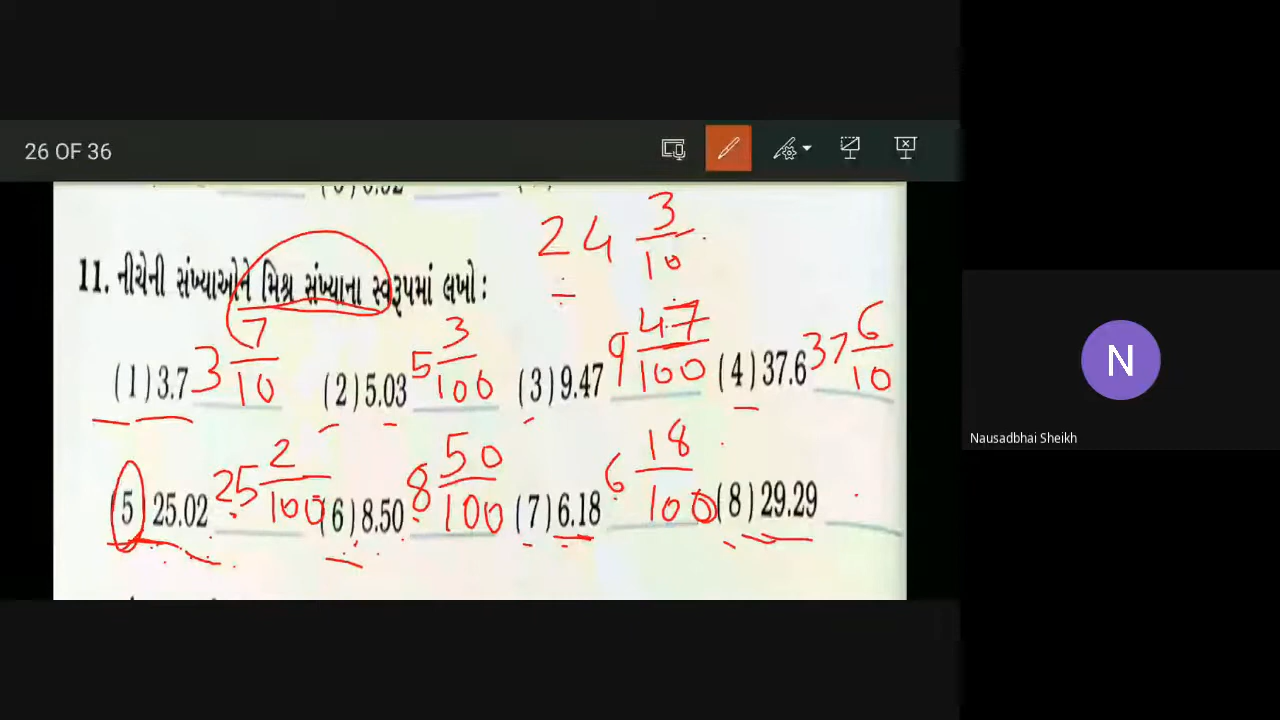 26 OF 36
24 3/10
11. નીચેની સંખ્યાઓને મિશ્ર સંખ્યાના સ્વરૂપમાં લખો :
(1) 3.7 3 7/10 (2) 5.03 5 3/100 (3) 9.47 9 47/100 (4) 37.6 37 6/10
(5) 25.02 25 2/100 (6) 8.50 8 50/100 (7) 6.18 6 18/100 (8) 29.29
N
Nausadbhai Sheikh